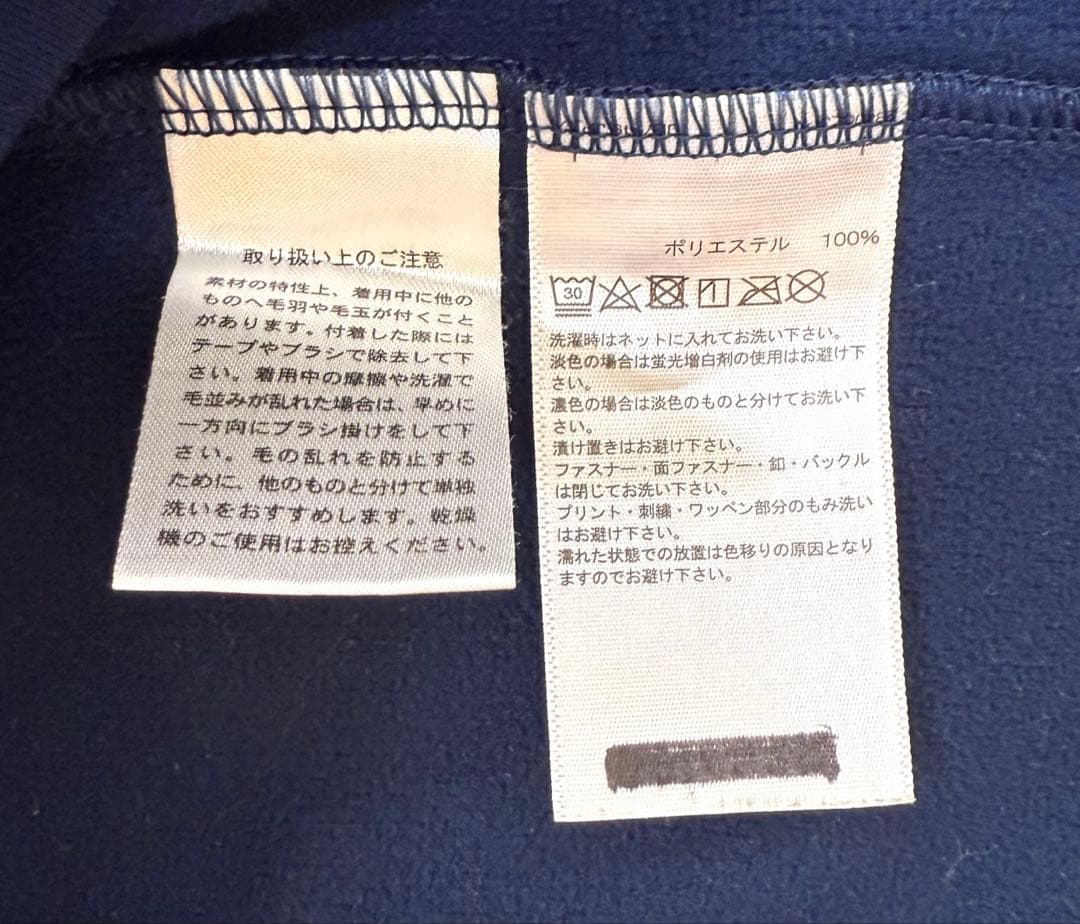 取り扱い上のご注意
素材の特性上、着用中に他の
ものへ毛羽や毛玉が付くこと
があります。付着した際には
テープやブラシで除去して下
さい。着用中の摩擦や洗濯で
毛並みが乱れた場合は、早めに
一方向にブラシ掛けをして下
さい。毛の乱れを防止する
ために、他のものと分けて単独
洗いをおすすめします。乾燥
機のご使用はお控えください。
ポリエステル 100%
30
洗濯時はネットに入れてお洗い下さい。
淡色の場合は蛍光増白剤の使用はお避け下
さい。
濃色の場合は淡色のものと分けてお洗い下
さい。
漬け置きはお避け下さい。
ファスナー・面ファスナー・釦・バックル
は閉じてお洗い下さい。
プリント・刺繍・ワッペン部分のもみ洗い
はお避け下さい。
濡れた状態での放置は色移りの原因となり
ますのでお避け下さい。